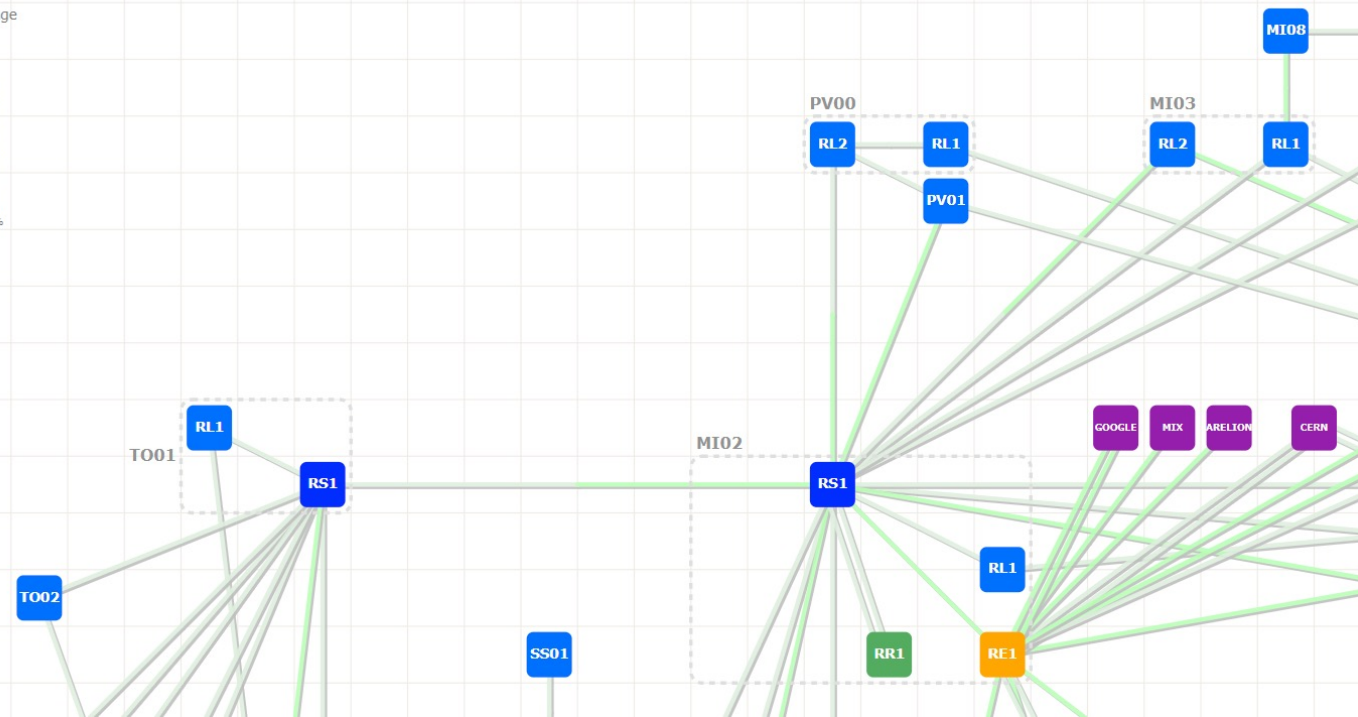 ge
MI08
PV00
MI03
RL2
RL1
RL2
RL1
PV01
RL1
GOOGLE
MIX
ARELION
CERN
MI02
TO01
RS1
RS1
RL1
TO02
SS01
RR1
RE1